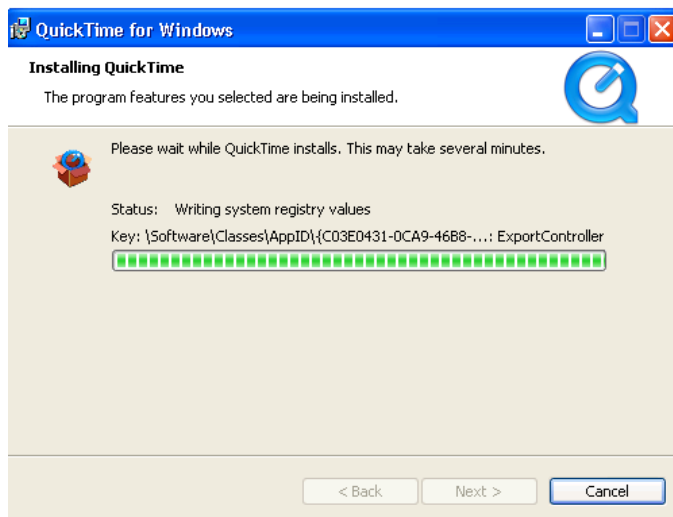 QuickTime for Windows
Installing QuickTime
The program features you selected are being installed.
Please wait while QuickTime installs. This may take several minutes.
Status: Writing system registry values
Key: \Software\Classes\AppID\{C03E0431-0CA9-46B8-...: ExportController
< Back Next > Cancel